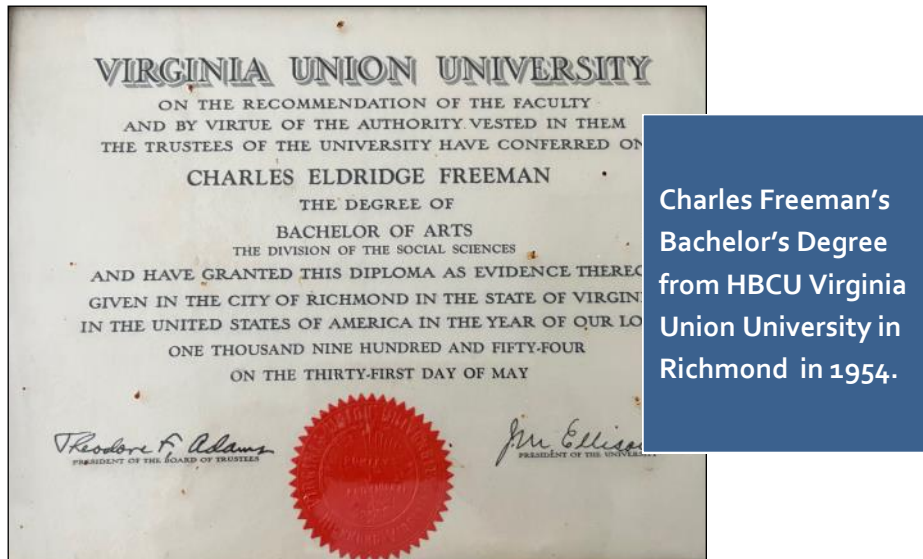 VIRGINIA UNION UNIVERSITY
ON THE RECOMMENDATION OF THE FACULTY
AND BY VIRTUE OF THE AUTHORITY VESTED IN THEM
THE TRUSTEES OF THE UNIVERSITY HAVE CONFERRED ON
CHARLES ELDRIDGE FREEMAN
THE DEGREE OF
BACHELOR OF ARTS
THE DIVISION OF THE SOCIAL SCIENCES
AND HAVE GRANTED THIS DIPLOMA AS EVIDENCE THEREO
GIVEN IN THE CITY OF RICHMOND IN THE STATE OF VIRGINI
IN THE UNITED STATES OF AMERICA IN THE YEAR OF OUR LO
ONE THOUSAND NINE HUNDRED AND FIFTY-FOUR
ON THE THIRTY-FIRST DAY OF MAY
Theodore F. Adams
PRESIDENT OF THE BOARD OF TRUSTEES
J M Ellison
PRESIDENT OF THE UNIVERSITY
Charles Freeman's
Bachelor's Degree
from HBCU Virginia
Union University in
Richmond in 1954.